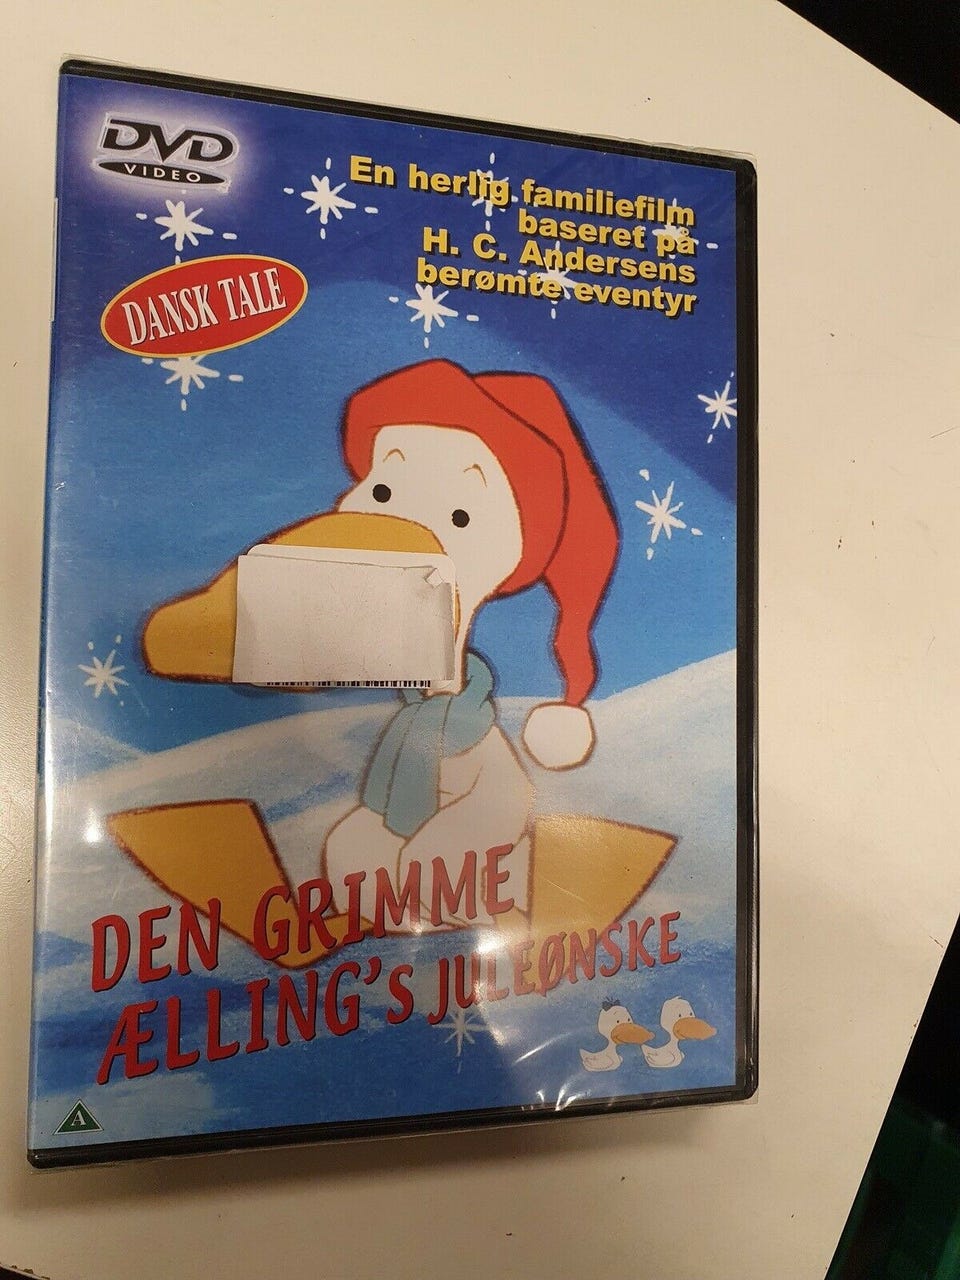 DVD
VIDEO
En herlig familiefilm
baseret på
H. C. Andersens
berømte eventyr
DANSK TALE
DEN GRIMME
ÆLLING's JULEØNSKE
A